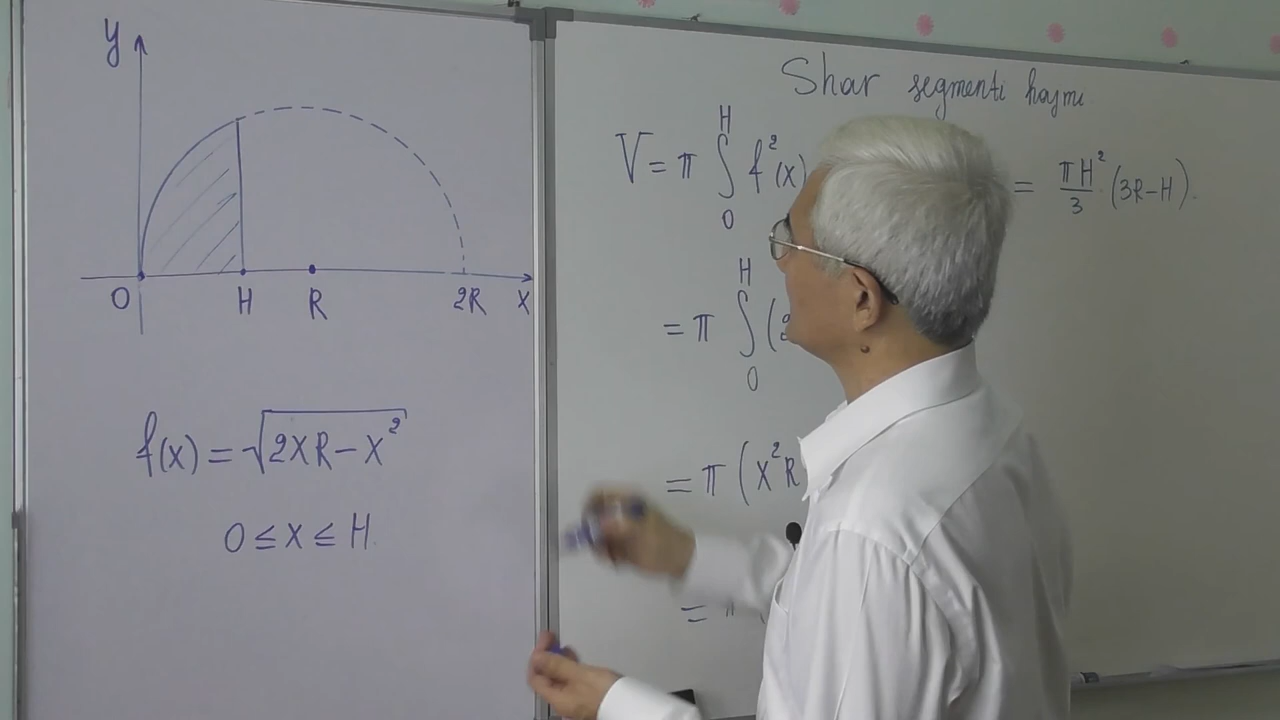 y
O H R 2R X
f(x) = √(2XR – X²)
0 ≤ X ≤ H
Shar segmenti hajmi
V = π ∫₀ᴴ f²(x)
= πH²/3 · (3R–H).
= π ∫₀ᴴ (
= π (X²R
= π